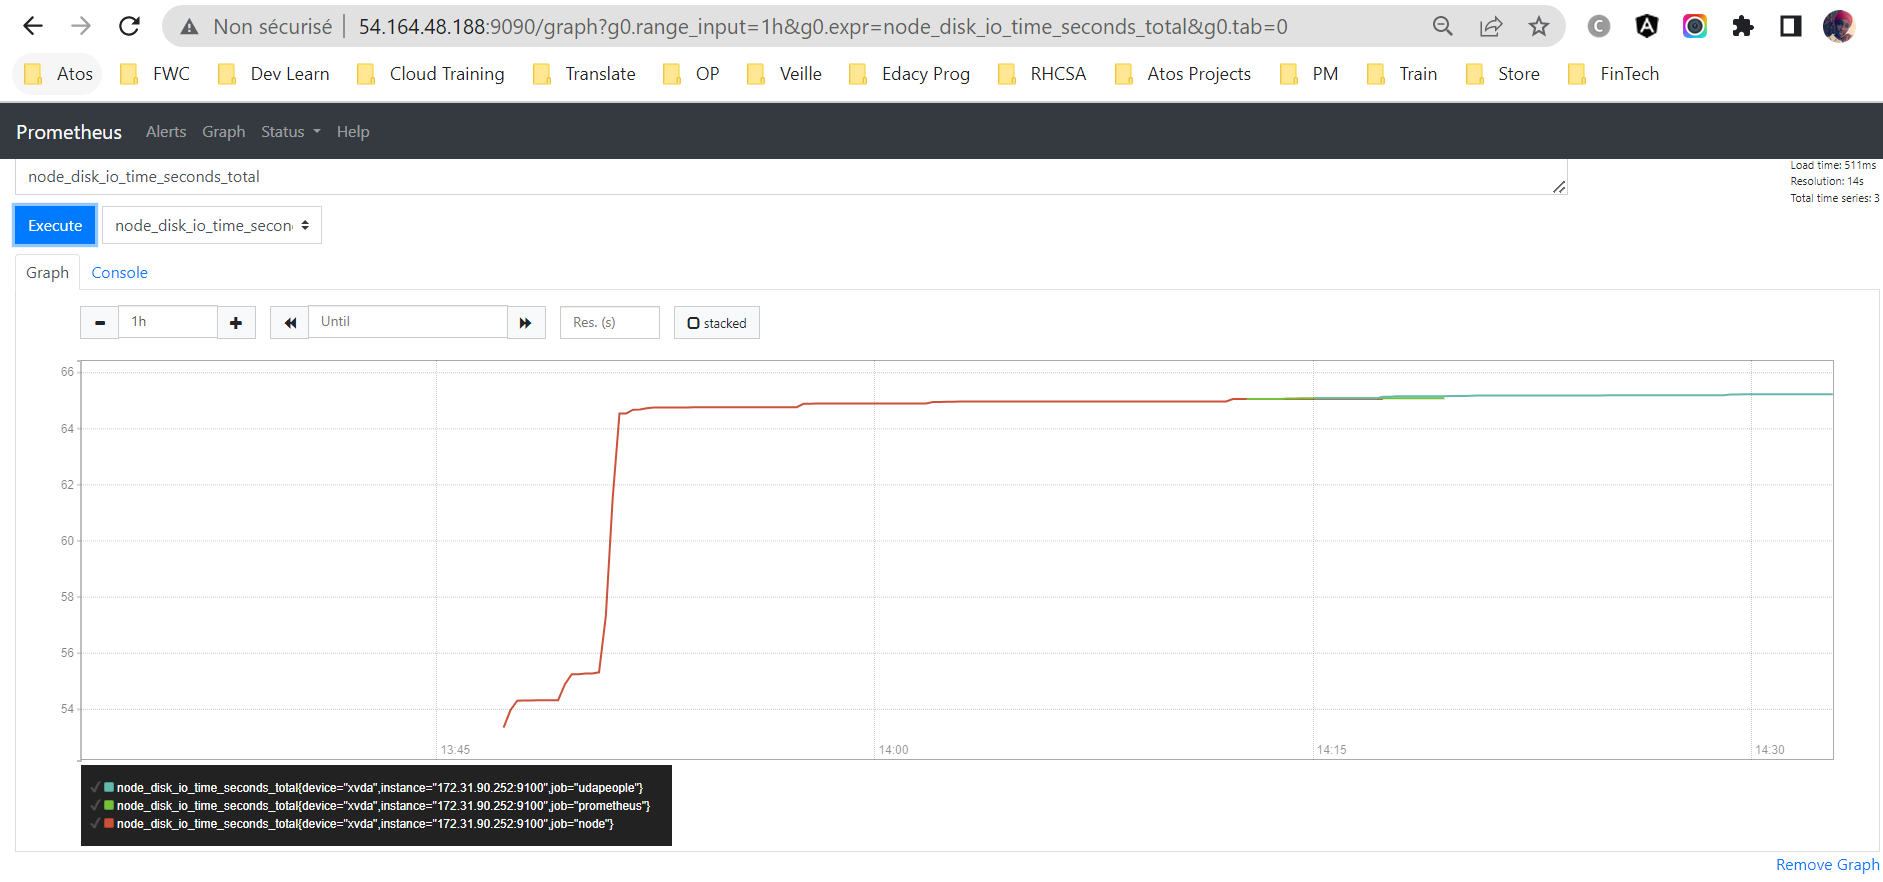 Non sécurisé | 54.164.48.188:9090/graph?g0.range_input=1h&g0.expr=node_disk_io_time_seconds_total&g0.tab=0
C
A
Atos FWC Dev Learn Cloud Training Translate OP Veille Edacy Prog RHCSA Atos Projects PM Train Store FinTech
Prometheus Alerts Graph Status Help
node_disk_io_time_seconds_total
Load time: 511ms
Resolution: 14s
Total time series: 3
Execute node_disk_io_time_secon
Graph Console
1h Until Res. (s) stacked
66
64
62
60
58
56
54
13:45 14:00 14:15 14:30
node_disk_io_time_seconds_total{device="xvda",instance="172.31.90.252:9100",job="udapeople"}
node_disk_io_time_seconds_total{device="xvda",instance="172.31.90.252:9100",job="prometheus"}
node_disk_io_time_seconds_total{device="xvda",instance="172.31.90.252:9100",job="node"}
Remove Graph